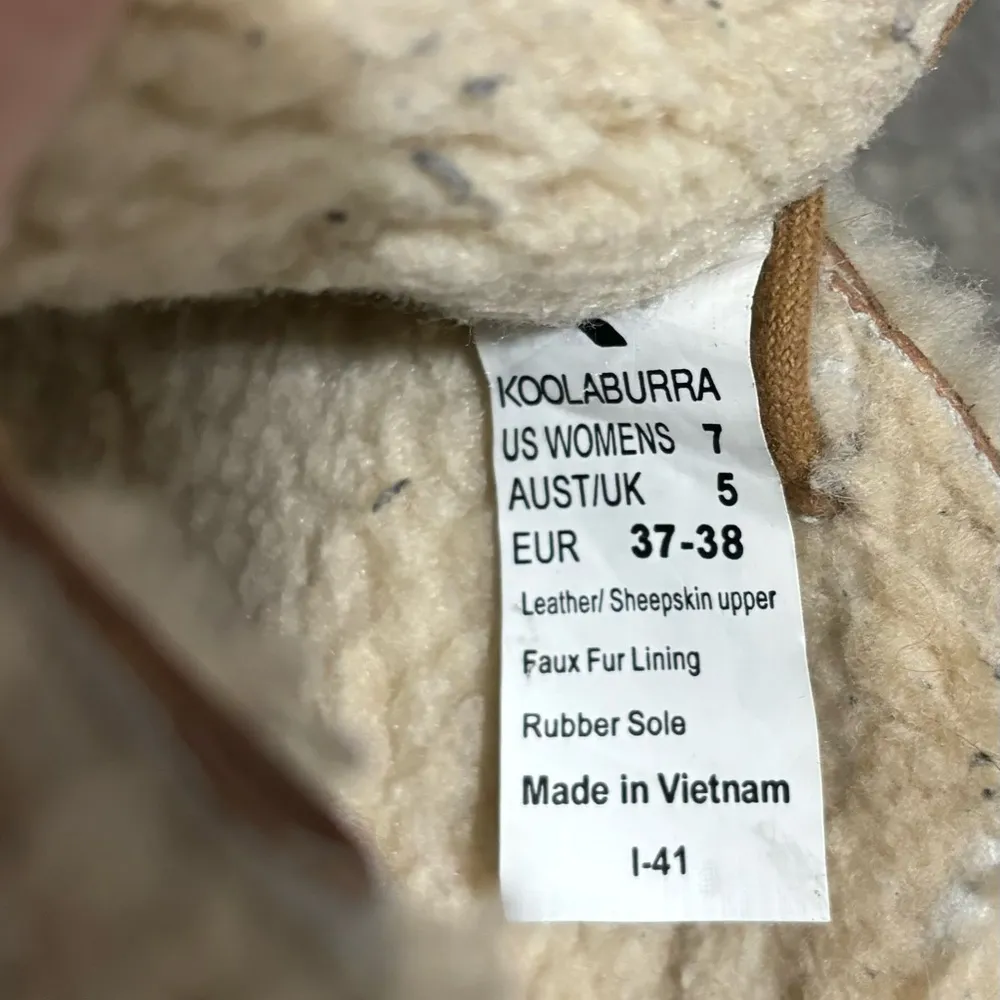 KOOLABURRA
US WOMENS 7
AUST/UK 5
EUR 37-38
Leather/ Sheepskin upper
Faux Fur Lining
Rubber Sole
Made in Vietnam
I-41